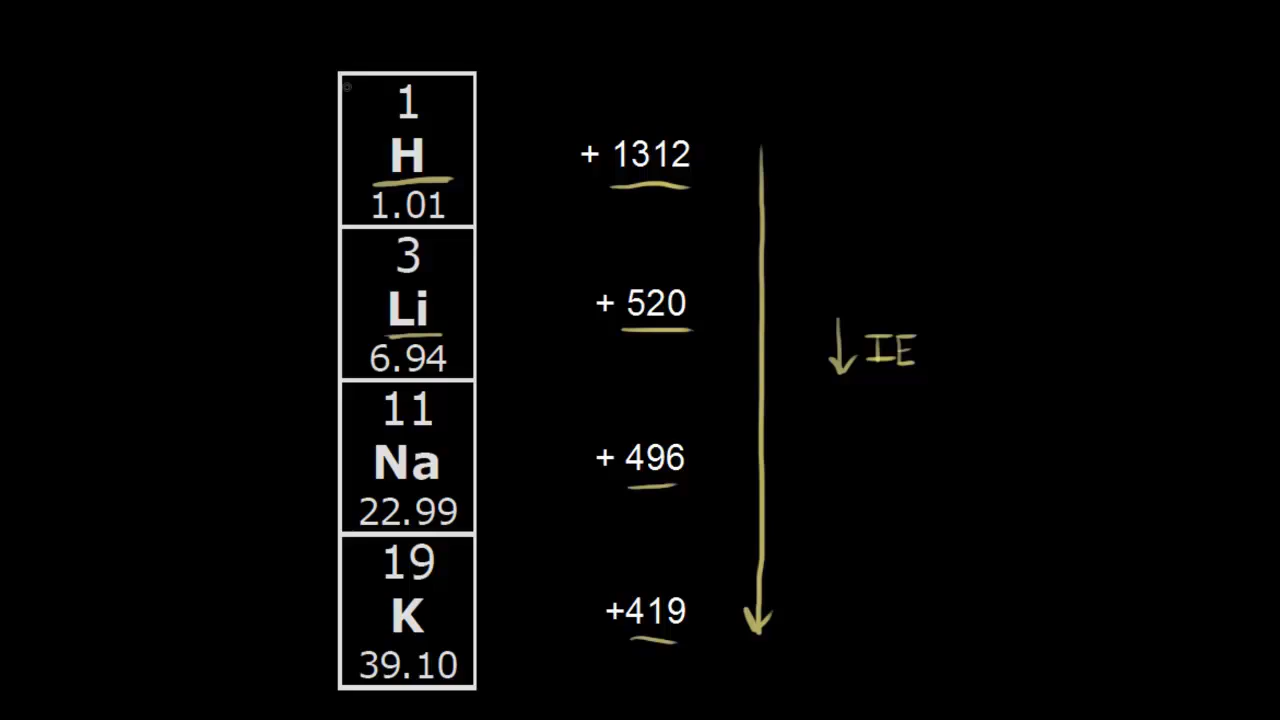 1
H
1.01
+ 1312
3
Li
6.94
+ 520
↓ IE
11
Na
22.99
+ 496
19
K
39.10
+419